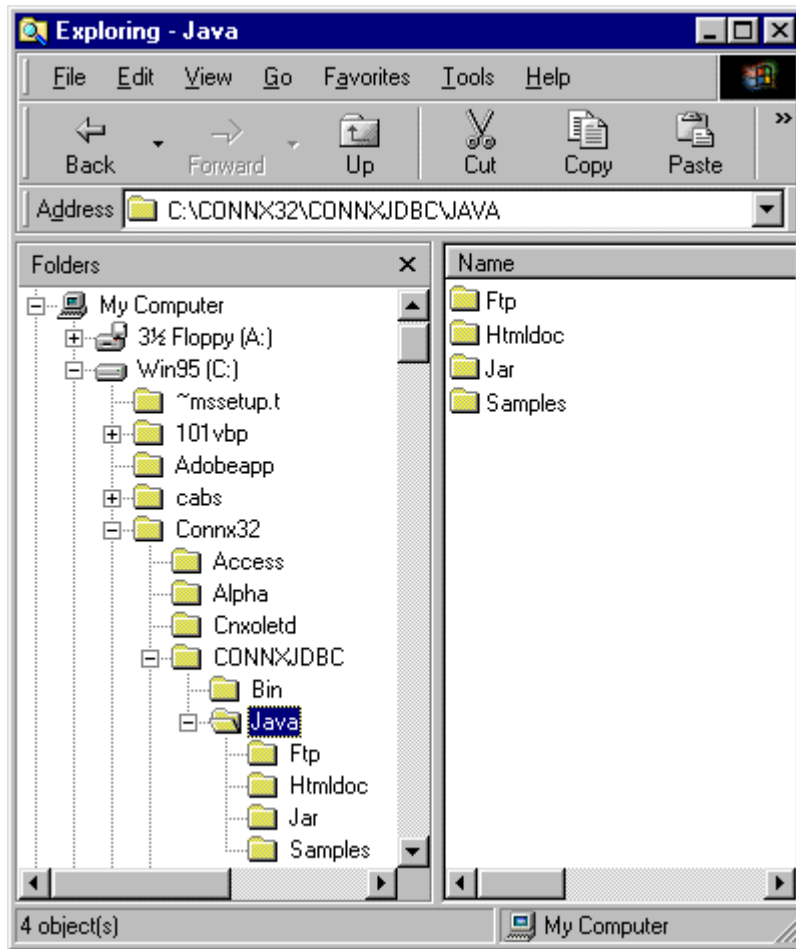 Exploring - Java
File Edit View Go Favorites Tools Help
Back Forward Up Cut Copy Paste »
Address C:\CONNX32\CONNXJDBC\JAVA
Folders
My Computer
3½ Floppy (A:)
Win95 (C:)
~mssetup.t
101vbp
Adobeapp
cabs
Connx32
Access
Alpha
Cnxoletd
CONNXJDBC
Bin
Java
Ftp
Htmldoc
Jar
Samples
Name
Ftp
Htmldoc
Jar
Samples
4 object(s) My Computer